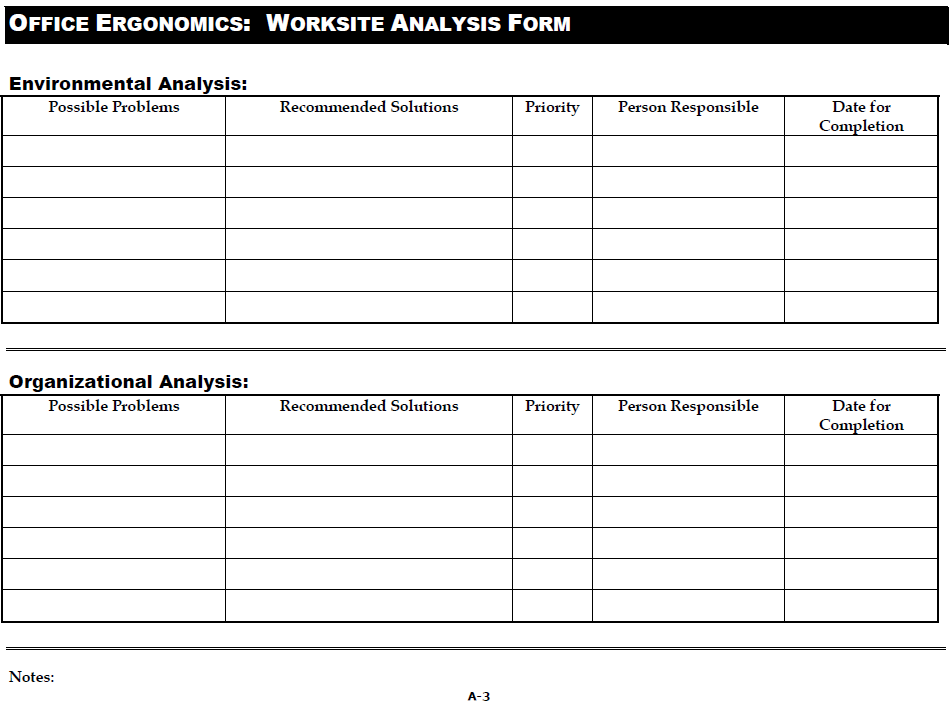 OFFICE ERGONOMICS: WORKSITE ANALYSIS FORM
Environmental Analysis:
Possible Problems Recommended Solutions Priority Person Responsible Date for
Completion
Organizational Analysis:
Possible Problems Recommended Solutions Priority Person Responsible Date for
Completion
Notes:
A-3